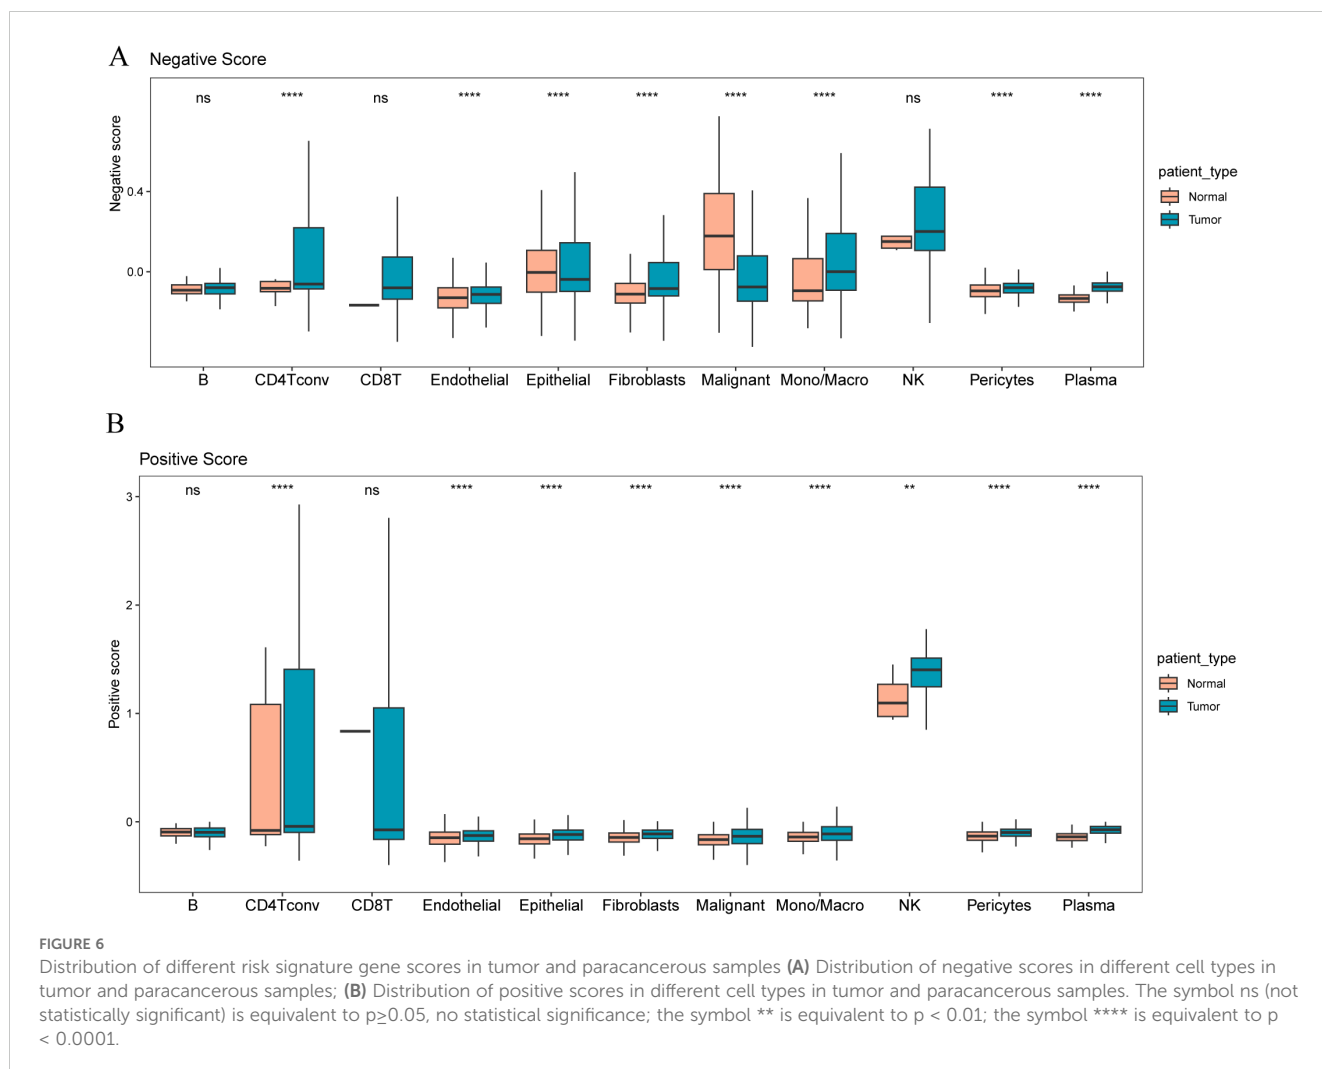 A
Negative Score
ns **** ns **** **** **** **** **** ns **** ****
Negative score
0.4
0.0
B CD4Tconv CD8T Endothelial Epithelial Fibroblasts Malignant Mono/Macro NK Pericytes Plasma
patient_type
Normal
Tumor
B
Positive Score
ns **** ns **** **** **** **** **** ** **** ****
Positive score
3
2
1
0
B CD4Tconv CD8T Endothelial Epithelial Fibroblasts Malignant Mono/Macro NK Pericytes Plasma
patient_type
Normal
Tumor
FIGURE 6
Distribution of different risk signature gene scores in tumor and paracancerous samples (A) Distribution of negative scores in different cell types in
tumor and paracancerous samples; (B) Distribution of positive scores in different cell types in tumor and paracancerous samples. The symbol ns (not
statistically significant) is equivalent to p≥0.05, no statistical significance; the symbol ** is equivalent to p < 0.01; the symbol **** is equivalent to p
< 0.0001.